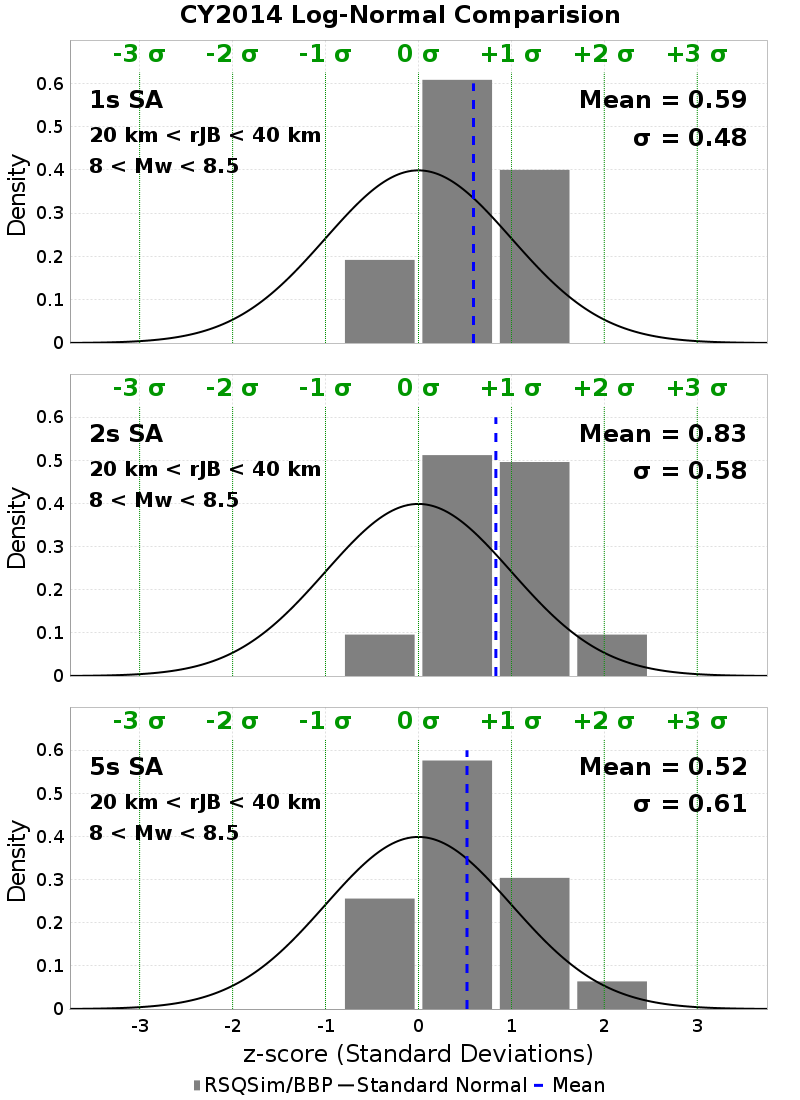 CY2014 Log-Normal Comparision
-3 σ -2 σ -1 σ 0 σ +1 σ +2 σ +3 σ
1s SA
Mean = 0.59
20 km < rJB < 40 km
σ = 0.48
8 < Mw < 8.5
Density
0.6
0.5
0.4
0.3
0.2
0.1
0
-3 σ -2 σ -1 σ 0 σ +1 σ +2 σ +3 σ
2s SA
Mean = 0.83
20 km < rJB < 40 km
σ = 0.58
8 < Mw < 8.5
Density
0.6
0.5
0.4
0.3
0.2
0.1
0
-3 σ -2 σ -1 σ 0 σ +1 σ +2 σ +3 σ
5s SA
Mean = 0.52
20 km < rJB < 40 km
σ = 0.61
8 < Mw < 8.5
Density
0.6
0.5
0.4
0.3
0.2
0.1
0
-3 -2 -1 0 1 2 3
z-score (Standard Deviations)
RSQSim/BBP Standard Normal Mean